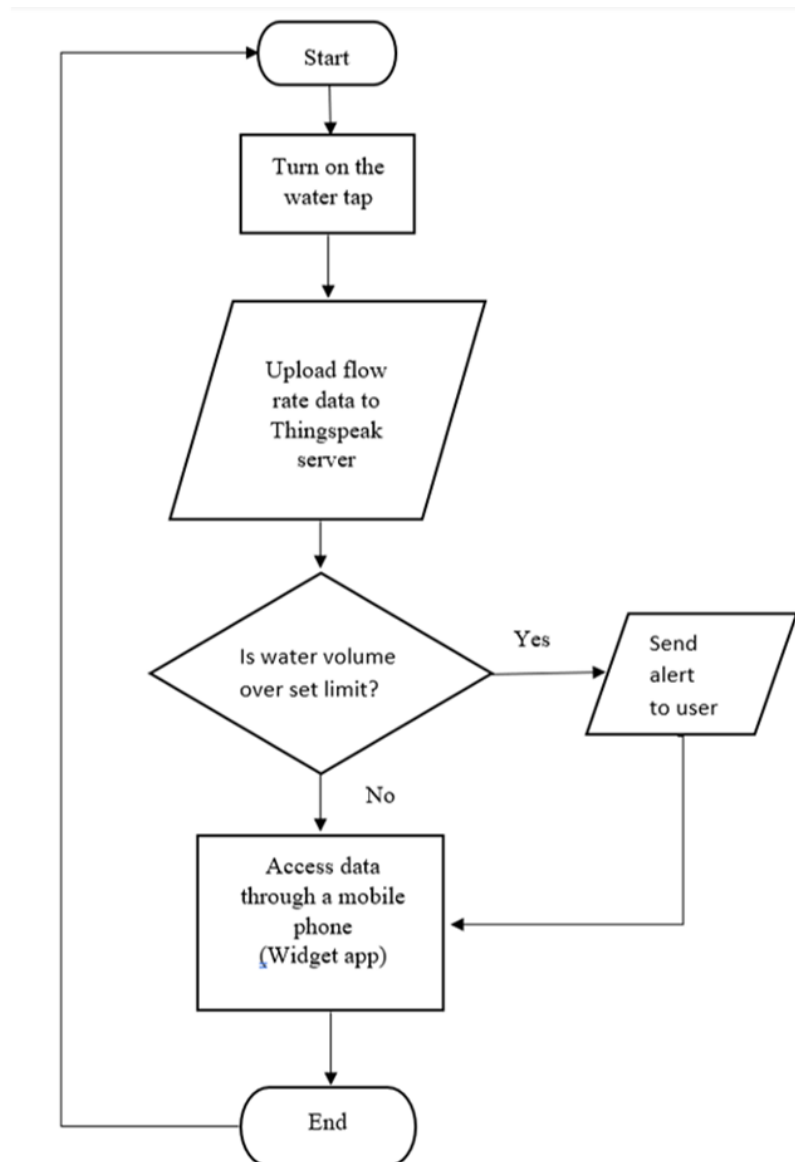 Start
Turn on the
water tap
Upload flow
rate data to
Thingspeak
server
Is water volume
over set limit?
Yes
Send
alert
to user
No
Access data
through a mobile
phone
(Widget app)
End